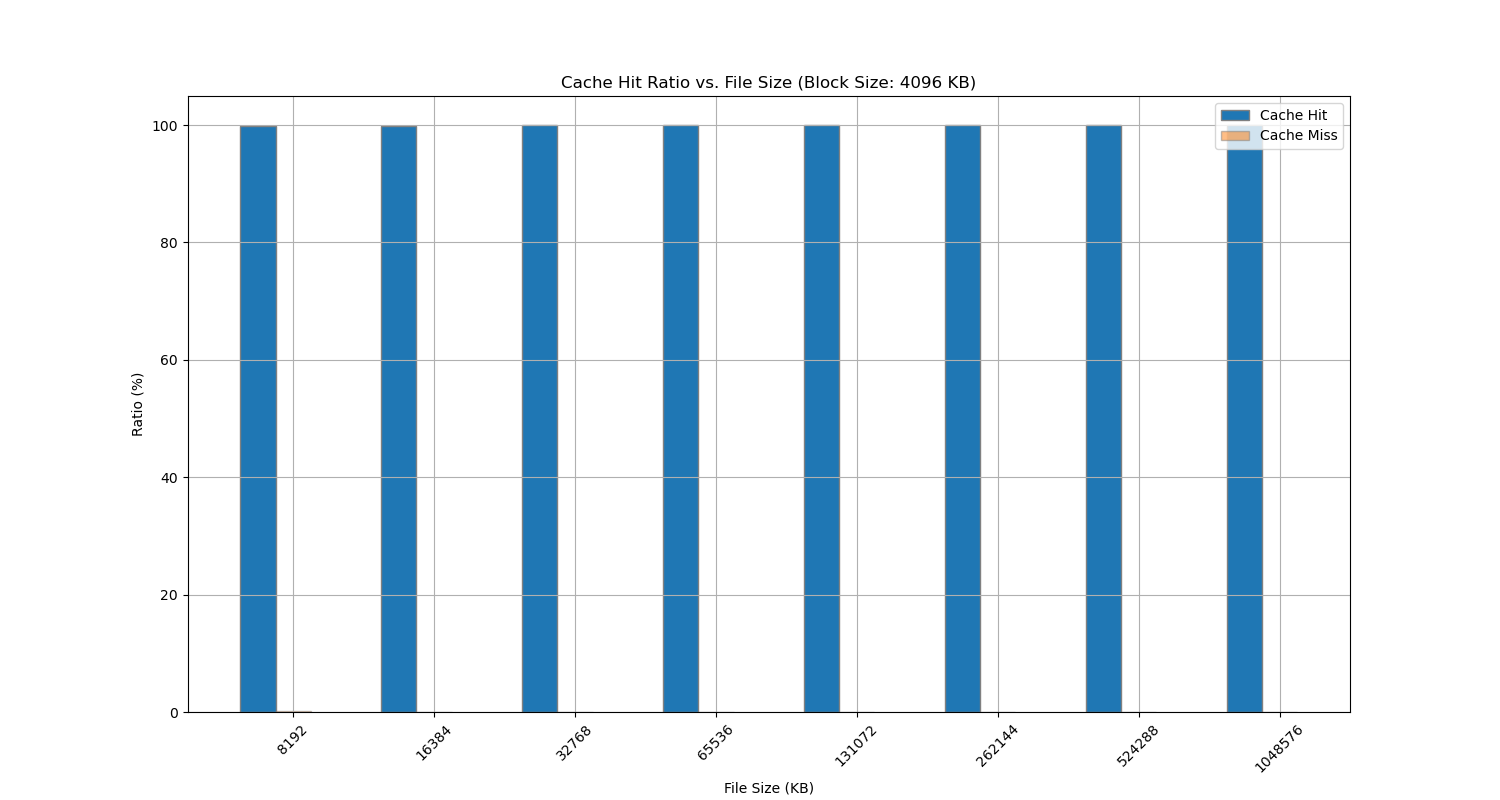 Cache Hit Ratio vs. File Size (Block Size: 4096 KB)
Cache Hit
Cache Miss
100
80
60
40
20
0
Ratio (%)
8192
16384
32768
65536
131072
262144
524288
1048576
File Size (KB)